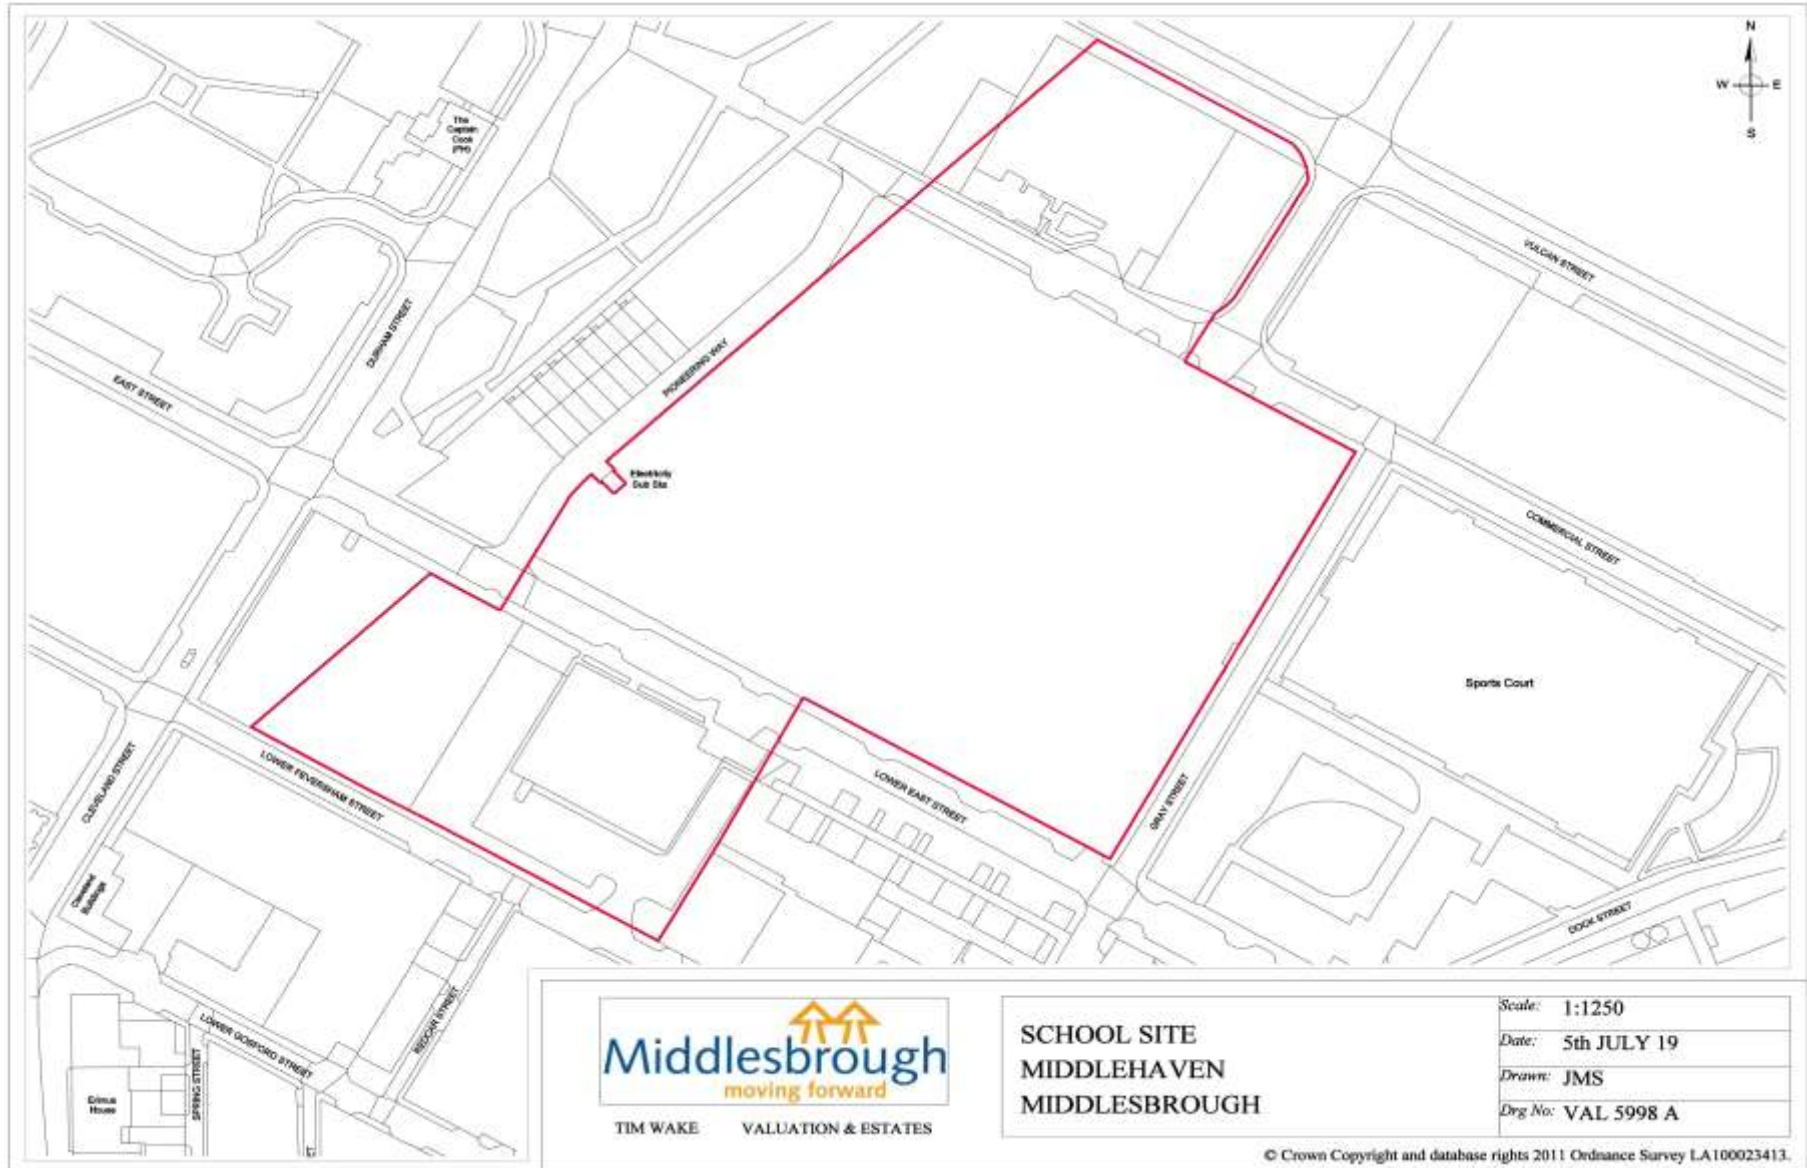 N
W E
S
The
Captain
Cook
(PH)
VULCAN STREET
DURHAM STREET
PIONEERING WAY
EAST STREET
Electricity
Sub Sta
COMMERCIAL STREET
Sports Court
CLEVELAND STREET
LOWER FEVERSHAM STREET
LOWER EAST STREET
GRAY STREET
Cleveland
Buildings
DOCK STREET
REDCAR STREET
LOWER GOSFORD STREET
SPRING STREET
Erimus
House
ET
Middlesbrough
moving forward
TIM WAKE VALUATION & ESTATES
SCHOOL SITE
MIDDLEHAVEN
MIDDLESBROUGH
Scale: 1:1250
Date: 5th JULY 19
Drawn: JMS
Drg No: VAL 5998 A
© Crown Copyright and database rights 2011 Ordnance Survey LA100023413.